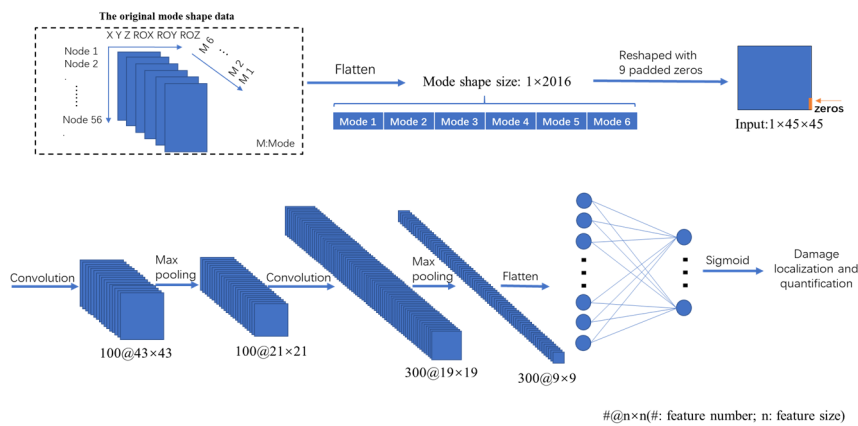 The original mode shape data
X Y Z ROX ROY ROZ
Node 1
Node 2
Node 56
M 6
...
M 2
M 1
M:Mode
Flatten
Mode shape size: 1×2016
Mode 1 Mode 2 Mode 3 Mode 4 Mode 5 Mode 6
Reshaped with
9 padded zeros
zeros
Input:1×45×45
Convolution
100@43×43
Max
pooling
100@21×21
Convolution
300@19×19
Max
pooling
300@9×9
Flatten
Sigmoid
Damage
localization and
quantification
#@n×n(#: feature number; n: feature size)